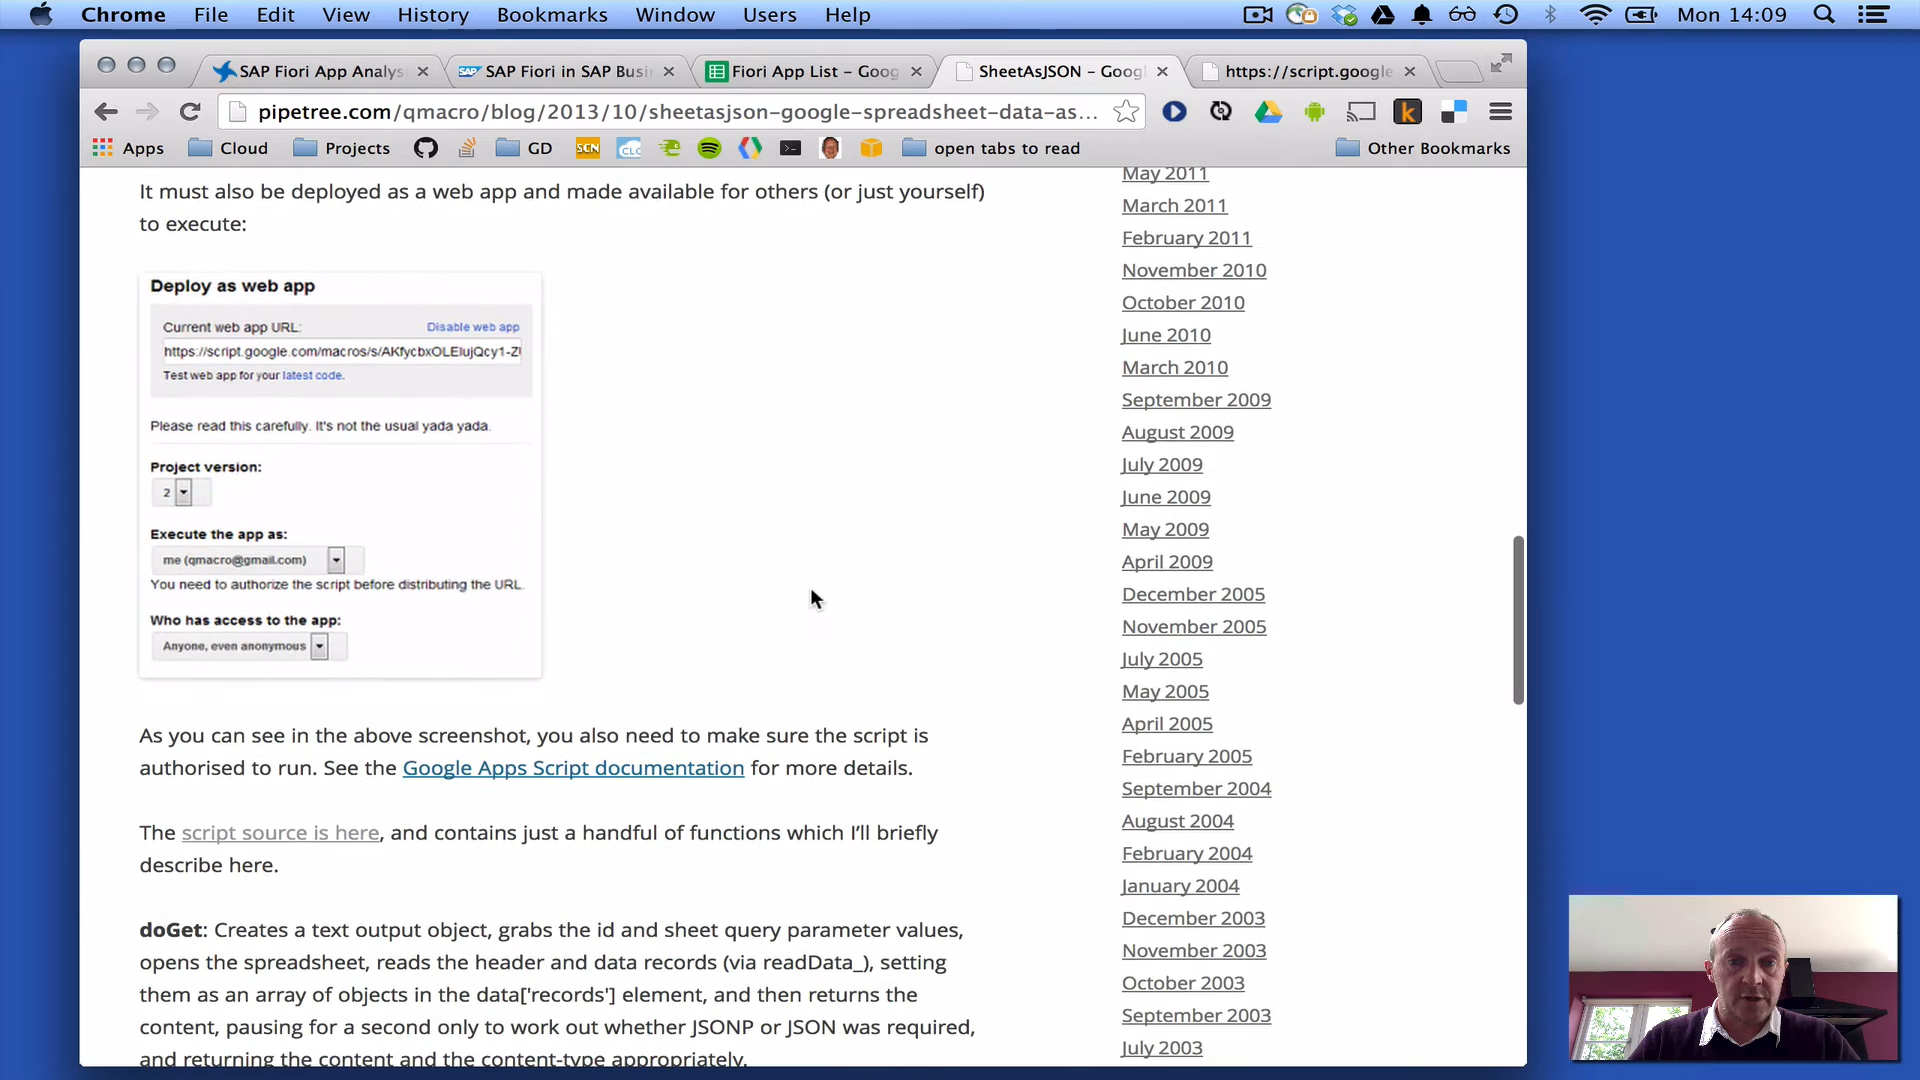 Chrome File Edit View History Bookmarks Window Users Help Mon 14:09
SAP Fiori App Analys SAP Fiori in SAP Busi Fiori App List – Goog SheetAsJSON – Goog https://script.google
pipetree.com/qmacro/blog/2013/10/sheetasjson-google-spreadsheet-data-as...
Apps Cloud Projects GD SCN open tabs to read Other Bookmarks
It must also be deployed as a web app and made available for others (or just yourself)
to execute:
Deploy as web app
Current web app URL: Disable web app
https://script.google.com/macros/s/AKfycbxOLEIujQcy1-Z
Test web app for your latest code.
Please read this carefully. It's not the usual yada yada.
Project version:
2
Execute the app as:
me (qmacro@gmail.com)
You need to authorize the script before distributing the URL.
Who has access to the app:
Anyone, even anonymous
As you can see in the above screenshot, you also need to make sure the script is
authorised to run. See the Google Apps Script documentation for more details.
The script source is here, and contains just a handful of functions which I'll briefly
describe here.
doGet: Creates a text output object, grabs the id and sheet query parameter values,
opens the spreadsheet, reads the header and data records (via readData_), setting
them as an array of objects in the data['records'] element, and then returns the
content, pausing for a second only to work out whether JSONP or JSON was required,
and returning the content and the content-type appropriately.
May 2011
March 2011
February 2011
November 2010
October 2010
June 2010
March 2010
September 2009
August 2009
July 2009
June 2009
May 2009
April 2009
December 2005
November 2005
July 2005
May 2005
April 2005
February 2005
September 2004
August 2004
February 2004
January 2004
December 2003
November 2003
October 2003
September 2003
July 2003